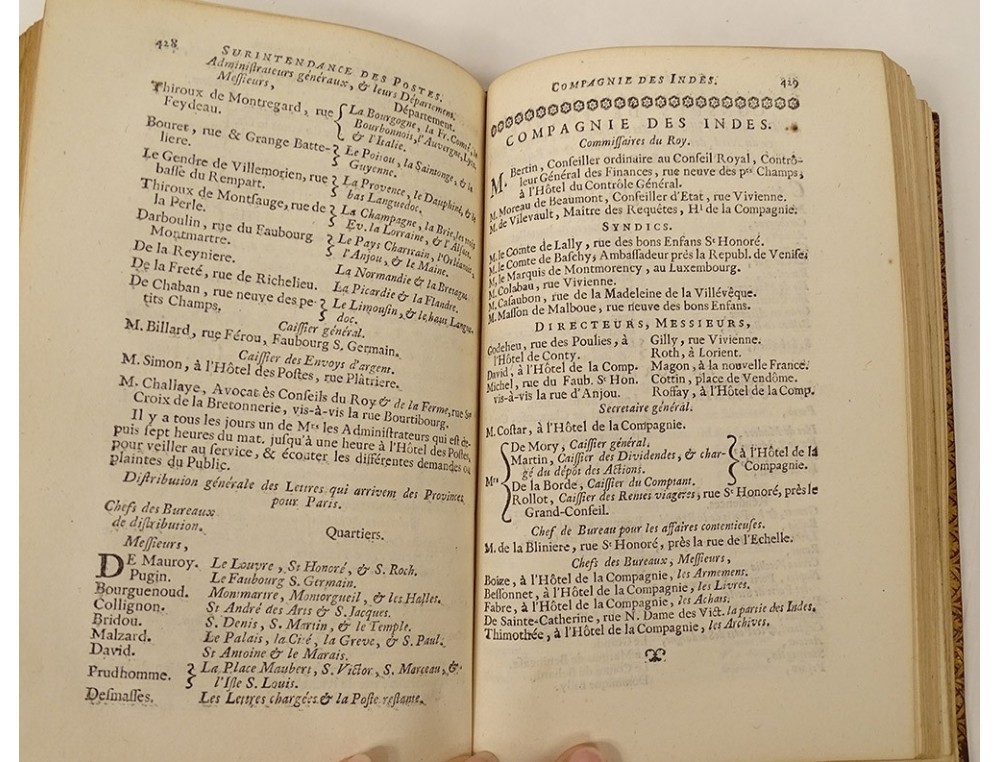 428
SURINTENDANCE DES POSTES.
Adminiſtrateurs généraux, & leurs Département.
Meſſieurs,
Département.
Thiroux de Montregard, rue
Feydeau.
La Bourgogne, la Fr. Comté, le
Bourbonnois, l'Auvergne, Lyon,
& l'Italie.
Bouret, rue & Grange Batte-
liere.
Le Poitou, la Saintonge, & la
Guyenne.
Le Gendre de Villemorien, rue
baſſe du Rempart.
La Provence, le Dauphiné, & le
bas Languedoc.
Thiroux de Montſauge, rue de
la Perle.
La Champagne, la Brie, les trois
Ev. la Lorraine, & l'Alſace.
Darboulin, rue du Faubourg
Montmartre.
Le Pays Chartrain, l'Orléanois,
l'Anjou, & le Maine.
De la Reyniere.
La Normandie & la Bretagne.
De la Freté, rue de Richelieu.
La Picardie & la Flandre.
De Chaban, rue neuve des pe-
tits Champs.
Le Limouſin, & le haut Langue-
doc.
Caiſſier général.
M. Billard, rue Férou, Faubourg S. Germain.
Caiſſier des Envoys d'argent.
M. Simon, à l'Hôtel des Poſtes, rue Plâtriere.
M. Challaye, Avocat ès Conſeils du Roy & de la Ferme, rue Ste
Croix de la Bretonnerie, vis-à-vis la rue Bourtibourg.
Il y a tous les jours un de Mrs les Adminiſtrateurs qui eſt de-
puis ſept heures du mat. juſqu'à une heure à l'Hôtel des Poſtes,
pour veiller au ſervice, & écouter les différentes demandes ou
plaintes du Public.
Diſtribution générale des Lettres qui arrivent des Provinces
pour Paris.
Chefs des Bureaux
de diſtribution.
Quartiers.
Meſſieurs,
DE Mauroy. Le Louvre, St Honoré, & S. Roch.
Pugin. Le Faubourg S. Germain.
Bourguenoud. Montmartre, Montorgueil, & les Halles.
Collignon. St André des Arts & S. Jacques.
Bridou. S. Denis, S. Martin, & le Temple.
Malzard. Le Palais, la Cité, la Greve, & S. Paul.
David. S. Antoine & le Marais.
Prudhomme. La Place Maubert, S. Victor, S. Marceau, &
l'Iſle S. Louis.
Deſmaſſes. Les Lettres chargées & la Poſte reſtante.
COMPAGNIE DES INDES. 429
COMPAGNIE DES INDES.
Commiſſaires du Roy.
M. Bertin, Conſeiller ordinaire au Conſeil Royal, Contrô-
leur Général des Finances, rue neuve des pts Champs,
à l'Hôtel du Contrôle Général.
M. Moreau de Beaumont, Conſeiller d'Etat, rue Vivienne.
M. de Vilevault, Maitre des Requêtes, Hl de la Compagnie.
SYNDICS.
M. le Comte de Lally, rue des bons Enfans St Honoré.
M. le Comte de Baſchy, Ambaſſadeur prés la Republ. de Veniſe.
M. le Marquis de Montmorency, au Luxembourg.
M. Colabau, rue Vivienne.
M. Caſaubon, rue de la Madeleine de la Villévêque.
M. Maſſon de Malboue, rue neuve des bons Enfans.
DIRECTEURS, MESSIEURS,
Godeheu, rue des Poulies, à
l'Hôtel de Conty.
David, à l'Hôtel de la Comp.
Michel, rue du Faub. St Hon.
vis-à-vis la rue d'Anjou.
Gilly, rue Vivienne.
Roth, à Lorient.
Magon, à la nouvelle France.
Cottin, place de Vendôme.
Roſſay, à l'Hôtel de la Comp.
Secretaire général.
M. Coſtar, à l'Hôtel de la Compagnie.
Mrs
De Mory, Caiſſier général.
Martin, Caiſſier des Dividendes, & char-
gé du dépôt des Actions.
De la Borde, Caiſſier du Comptant.
à l'Hôtel de la
Compagnie.
Rollot, Caiſſier des Rentes viageres, rue St Honoré, près le
Grand-Conſeil.
Chef de Bureau pour les affaires contentieuſes.
M. de la Bliniere, rue St Honoré, près la rue de l'Echelle.
Chefs des Bureaux, Meſſieurs,
Boize, à l'Hôtel de la Compagnie, les Armemens.
Beſſonnet, à l'Hôtel de la Compagnie, les Livres.
Fabre, à l'Hôtel de la Compagnie, les Achats.
De Sainte-Catherine, rue N. Dame des Vict. la partie des Indes.
Thimothée, à l'Hôtel de la Compagnie, les Archives.